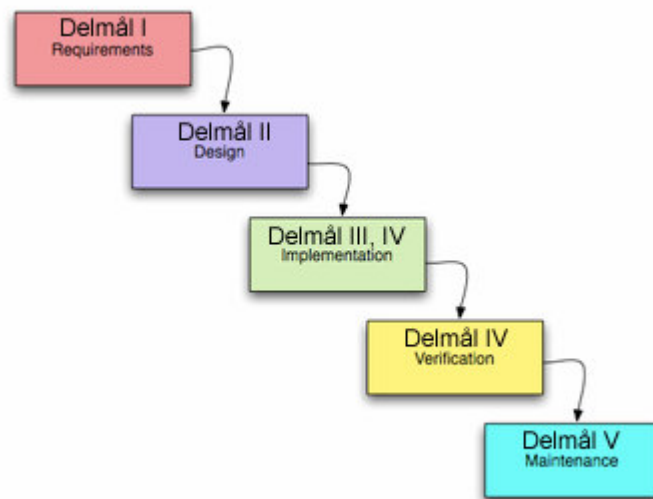 Delmål I
Requirements
Delmål II
Design
Delmål III, IV
Implementation
Delmål IV
Verification
Delmål V
Maintenance